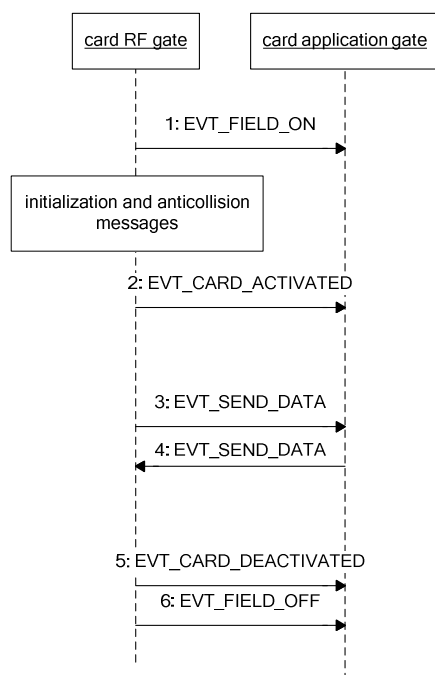 card RF gate
card application gate
1: EVT_FIELD_ON
initialization and anticollision
messages
2: EVT_CARD_ACTIVATED
3: EVT_SEND_DATA
4: EVT_SEND_DATA
5: EVT_CARD_DEACTIVATED
6: EVT_FIELD_OFF